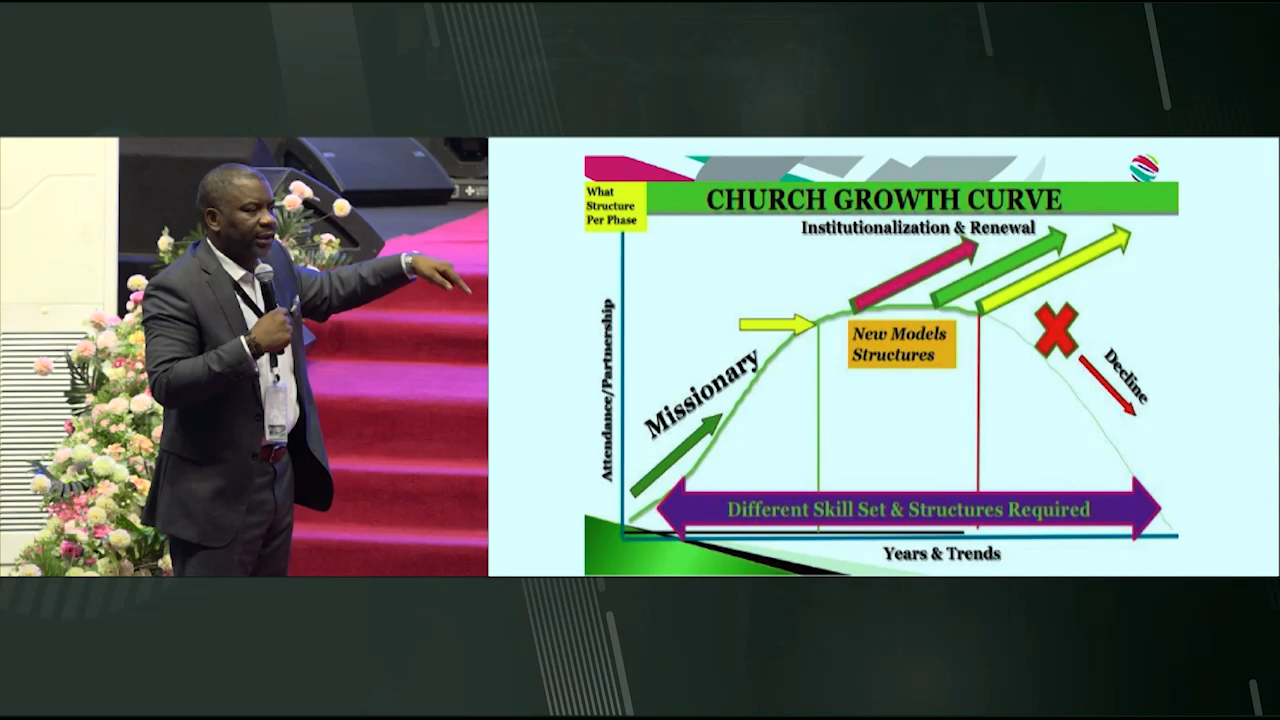 What
Structure
Per Phase
CHURCH GROWTH CURVE
Institutionalization & Renewal
Attendance/Partnership
Missionary
New Models
Structures
Decline
Different Skill Set & Structures Required
Years & Trends